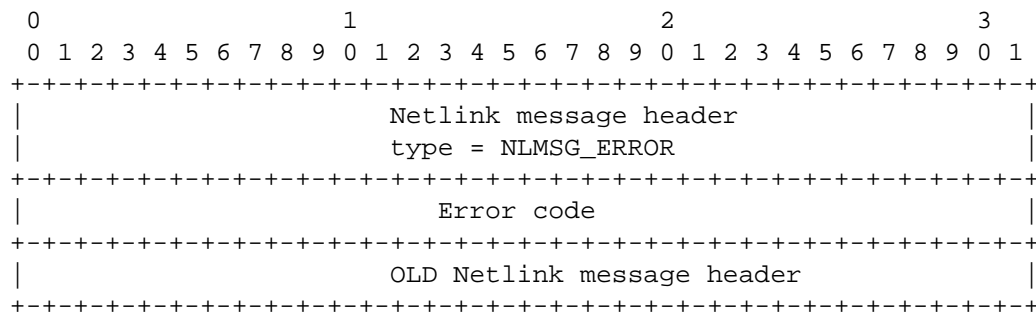 0                   1                   2                   3
 0 1 2 3 4 5 6 7 8 9 0 1 2 3 4 5 6 7 8 9 0 1 2 3 4 5 6 7 8 9 0 1
+-+-+-+-+-+-+-+-+-+-+-+-+-+-+-+-+-+-+-+-+-+-+-+-+-+-+-+-+-+-+-+-+
|                       Netlink message header                  |
|                       type = NLMSG_ERROR                      |
+-+-+-+-+-+-+-+-+-+-+-+-+-+-+-+-+-+-+-+-+-+-+-+-+-+-+-+-+-+-+-+-+
|                          Error code                           |
+-+-+-+-+-+-+-+-+-+-+-+-+-+-+-+-+-+-+-+-+-+-+-+-+-+-+-+-+-+-+-+-+
|                       OLD Netlink message header              |
+-+-+-+-+-+-+-+-+-+-+-+-+-+-+-+-+-+-+-+-+-+-+-+-+-+-+-+-+-+-+-+-+